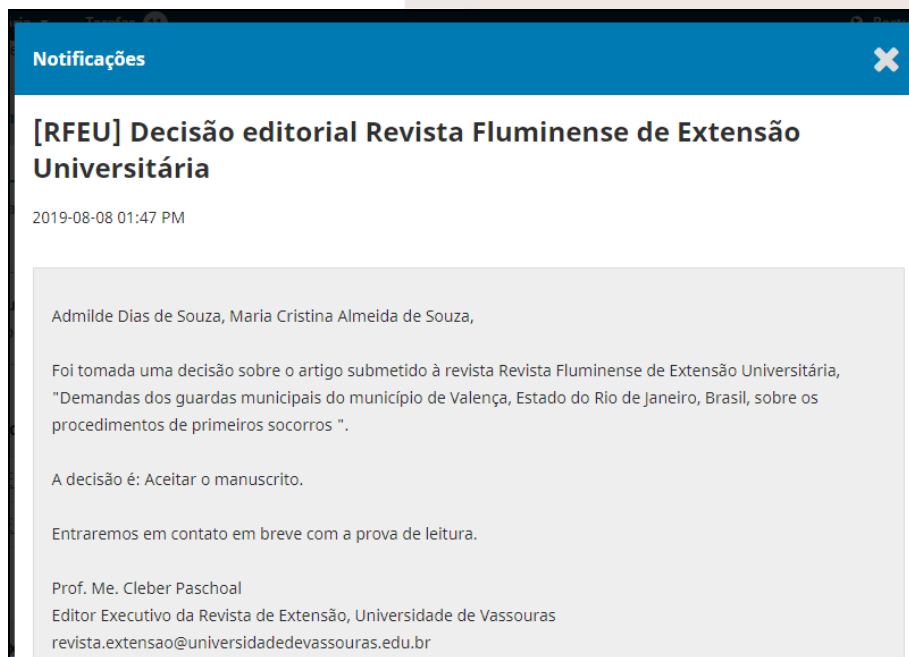 Tarefas
Notificações
[RFEU] Decisão editorial Revista Fluminense de Extensão
Universitária
2019-08-08 01:47 PM
Admilde Dias de Souza, Maria Cristina Almeida de Souza,
Foi tomada uma decisão sobre o artigo submetido à revista Revista Fluminense de Extensão Universitária,
"Demandas dos guardas municipais do município de Valença, Estado do Rio de Janeiro, Brasil, sobre os
procedimentos de primeiros socorros ".
A decisão é: Aceitar o manuscrito.
Entraremos em contato em breve com a prova de leitura.
Prof. Me. Cleber Paschoal
Editor Executivo da Revista de Extensão, Universidade de Vassouras
revista.extensao@universidadedevassouras.edu.br